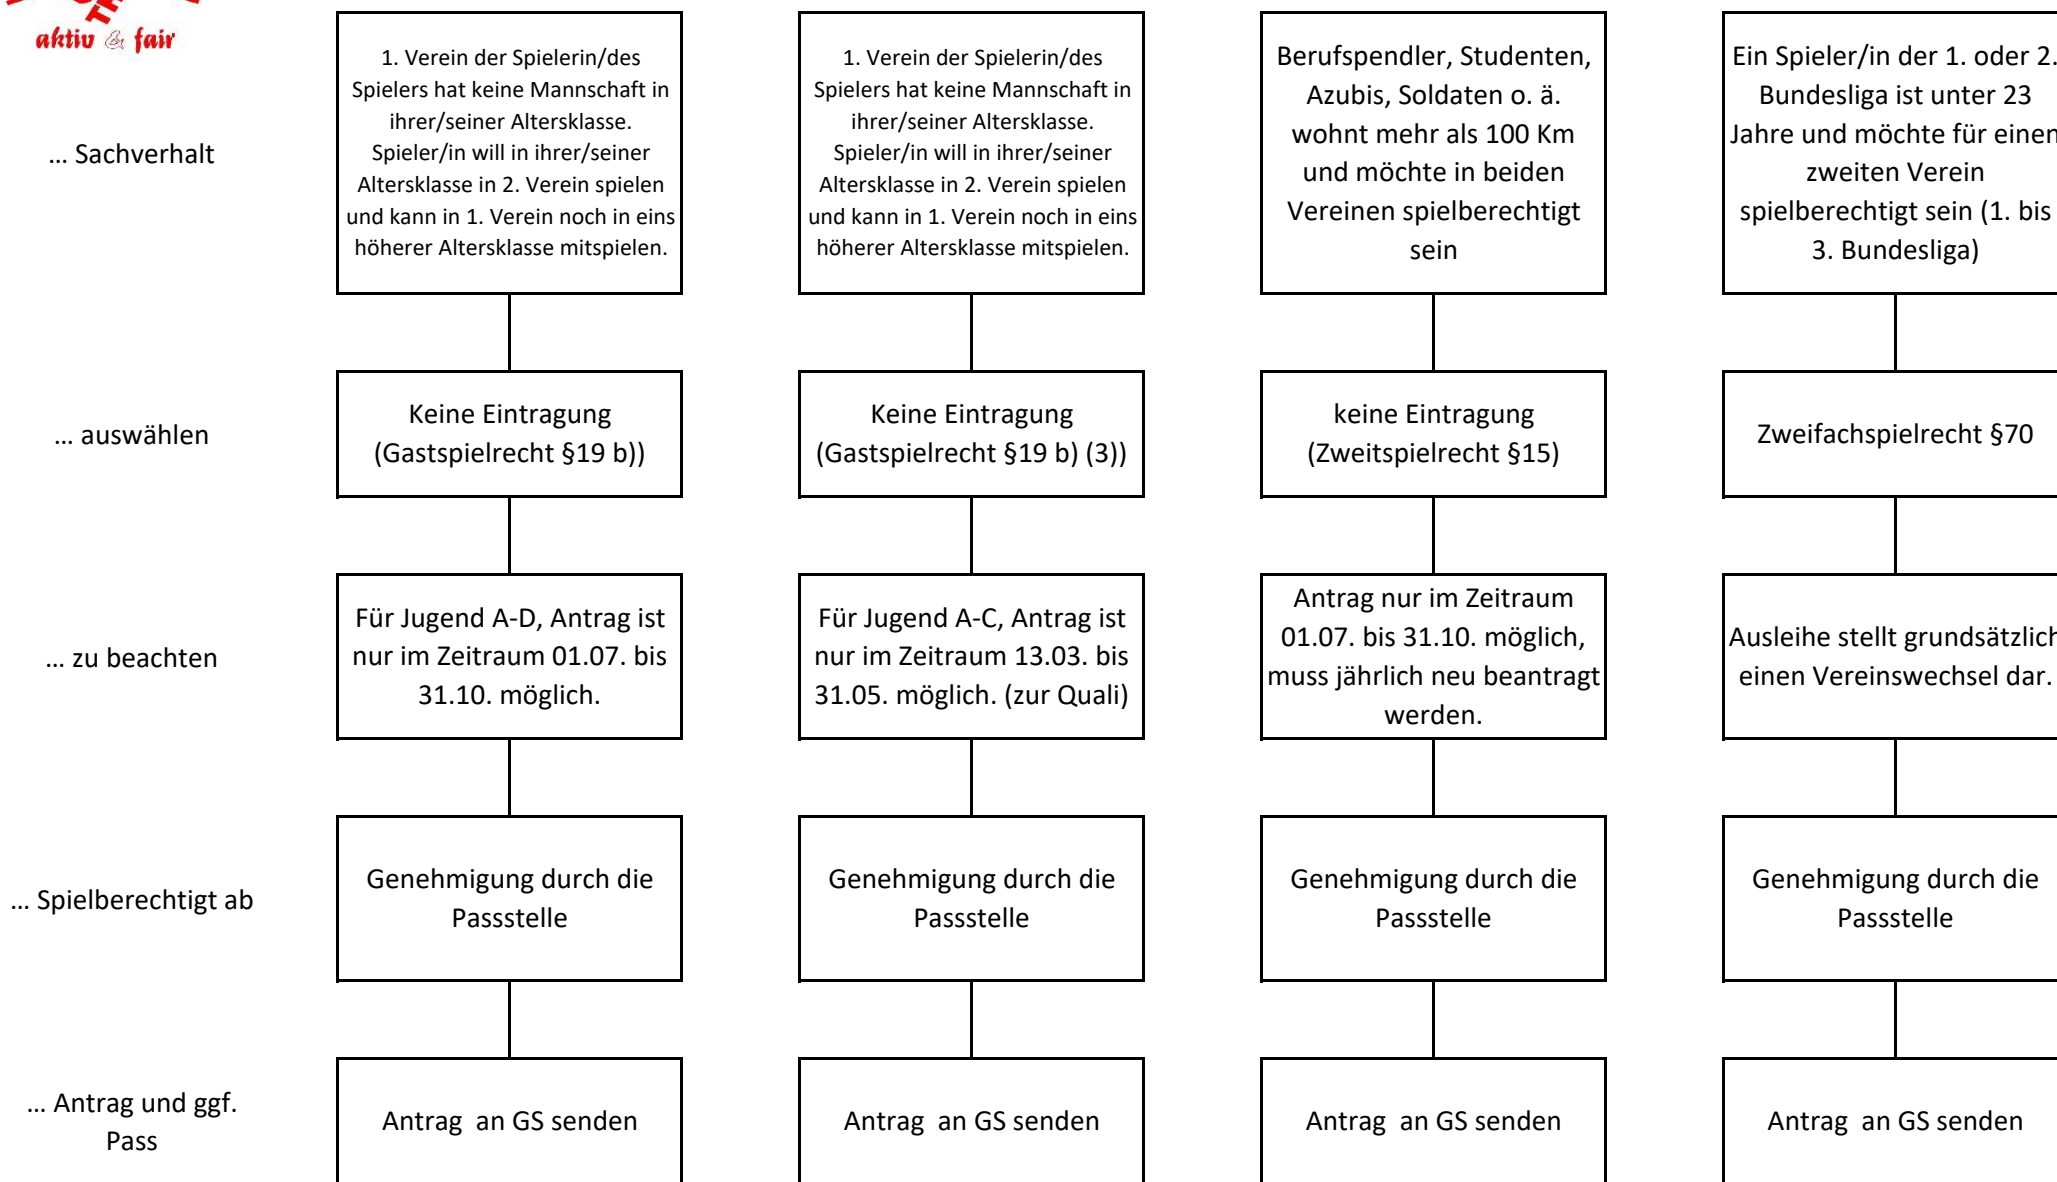 aktiv & fair
... Sachverhalt
1. Verein der Spielerin/des
Spielers hat keine Mannschaft in
ihrer/seiner Altersklasse.
Spieler/in will in ihrer/seiner
Altersklasse in 2. Verein spielen
und kann in 1. Verein noch in eins
höherer Altersklasse mitspielen.
1. Verein der Spielerin/des
Spielers hat keine Mannschaft in
ihrer/seiner Altersklasse.
Spieler/in will in ihrer/seiner
Altersklasse in 2. Verein spielen
und kann in 1. Verein noch in eins
höherer Altersklasse mitspielen.
Berufspendler, Studenten,
Azubis, Soldaten o. ä.
wohnt mehr als 100 Km
und möchte in beiden
Vereinen spielberechtigt
sein
Ein Spieler/in der 1. oder 2.
Bundesliga ist unter 23
Jahre und möchte für einen
zweiten Verein
spielberechtigt sein (1. bis
3. Bundesliga)
... auswählen
Keine Eintragung
(Gastspielrecht §19 b))
Keine Eintragung
(Gastspielrecht §19 b) (3))
keine Eintragung
(Zweitspielrecht §15)
Zweifachspielrecht §70
... zu beachten
Für Jugend A-D, Antrag ist
nur im Zeitraum 01.07. bis
31.10. möglich.
Für Jugend A-C, Antrag ist
nur im Zeitraum 13.03. bis
31.05. möglich. (zur Quali)
Antrag nur im Zeitraum
01.07. bis 31.10. möglich,
muss jährlich neu beantragt
werden.
Ausleihe stellt grundsätzlich
einen Vereinswechsel dar.
... Spielberechtigt ab
Genehmigung durch die
Passstelle
Genehmigung durch die
Passstelle
Genehmigung durch die
Passstelle
Genehmigung durch die
Passstelle
... Antrag und ggf.
Pass
Antrag  an GS senden
Antrag  an GS senden
Antrag  an GS senden
Antrag  an GS senden